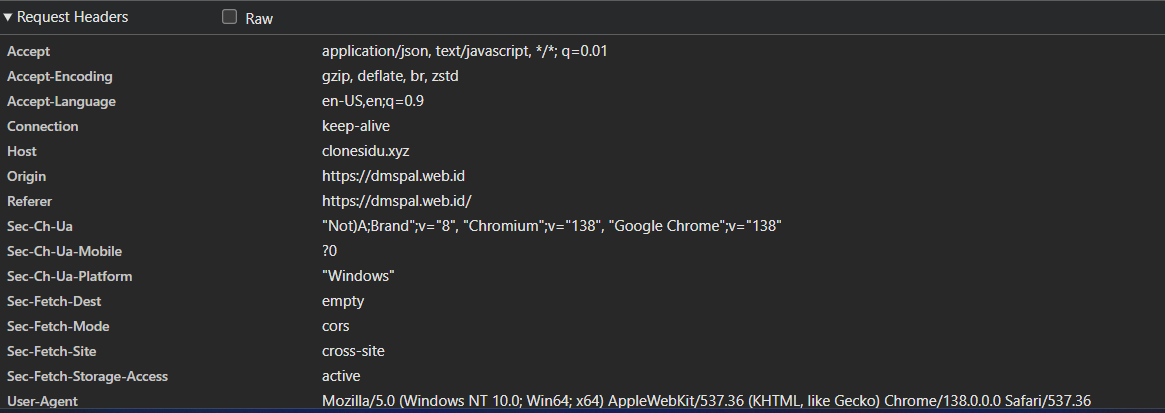 ▼ Request Headers Raw
Accept application/json, text/javascript, */*; q=0.01
Accept-Encoding gzip, deflate, br, zstd
Accept-Language en-US,en;q=0.9
Connection keep-alive
Host clonesidu.xyz
Origin https://dmspal.web.id
Referer https://dmspal.web.id/
Sec-Ch-Ua "Not)A;Brand";v="8", "Chromium";v="138", "Google Chrome";v="138"
Sec-Ch-Ua-Mobile ?0
Sec-Ch-Ua-Platform "Windows"
Sec-Fetch-Dest empty
Sec-Fetch-Mode cors
Sec-Fetch-Site cross-site
Sec-Fetch-Storage-Access active
User-Agent Mozilla/5.0 (Windows NT 10.0; Win64; x64) AppleWebKit/537.36 (KHTML, like Gecko) Chrome/138.0.0.0 Safari/537.36